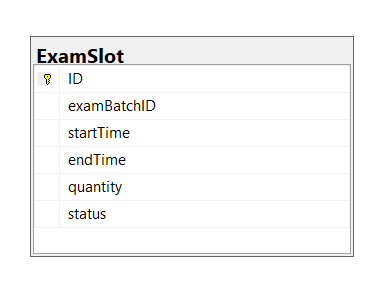 ExamSlot
ID
examBatchID
startTime
endTime
quantity
status